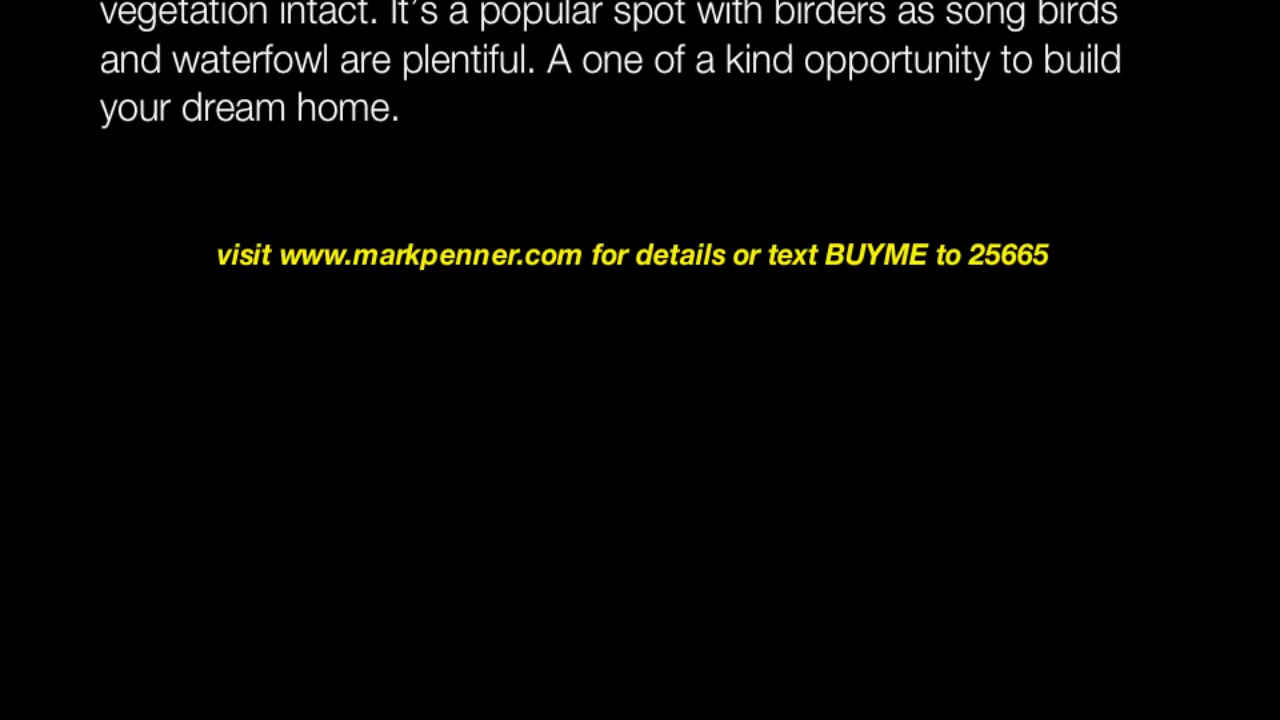 vegetation intact. It's a popular spot with birders as song birds
and waterfowl are plentiful. A one of a kind opportunity to build
your dream home.
visit www.markpenner.com for details or text BUYME to 25665